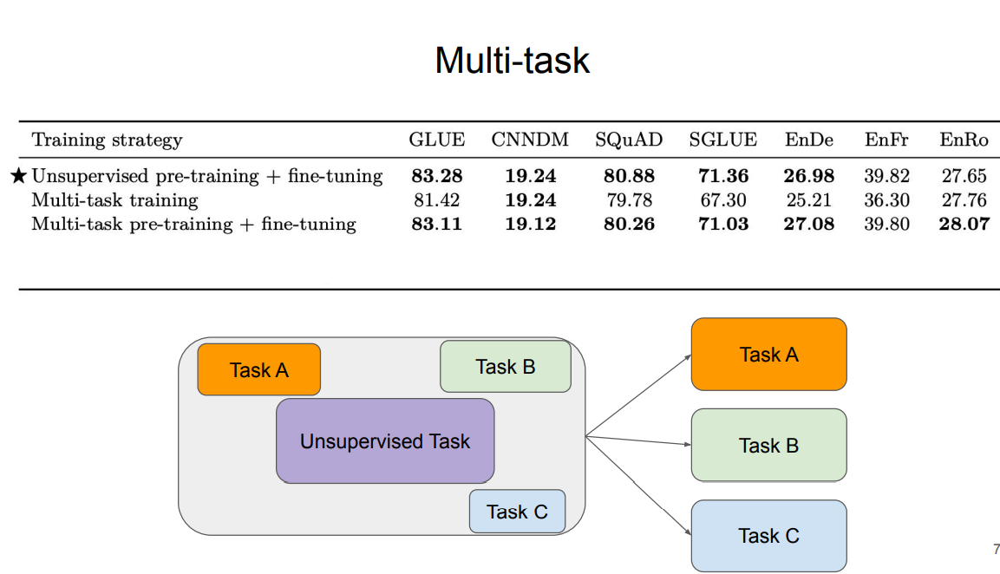 Multi-task
Training strategy GLUE CNNDM SQuAD SGLUE EnDe EnFr EnRo
★ Unsupervised pre-training + fine-tuning 83.28 19.24 80.88 71.36 26.98 39.82 27.65
Multi-task training 81.42 19.24 79.78 67.30 25.21 36.30 27.76
Multi-task pre-training + fine-tuning 83.11 19.12 80.26 71.03 27.08 39.80 28.07
Task A
Task B
Unsupervised Task
Task C
Task A
Task B
Task C
7